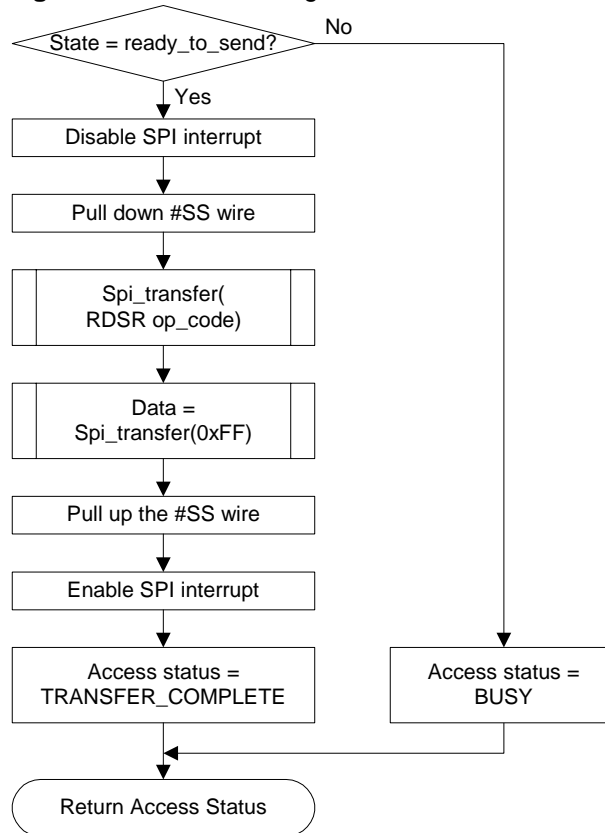 State = ready_to_send?
No
Yes
Disable SPI interrupt
Pull down #SS wire
Spi_transfer(
RDSR op_code)
Data =
Spi_transfer(0xFF)
Pull up the #SS wire
Enable SPI interrupt
Access status =
TRANSFER_COMPLETE
Access status =
BUSY
Return Access Status